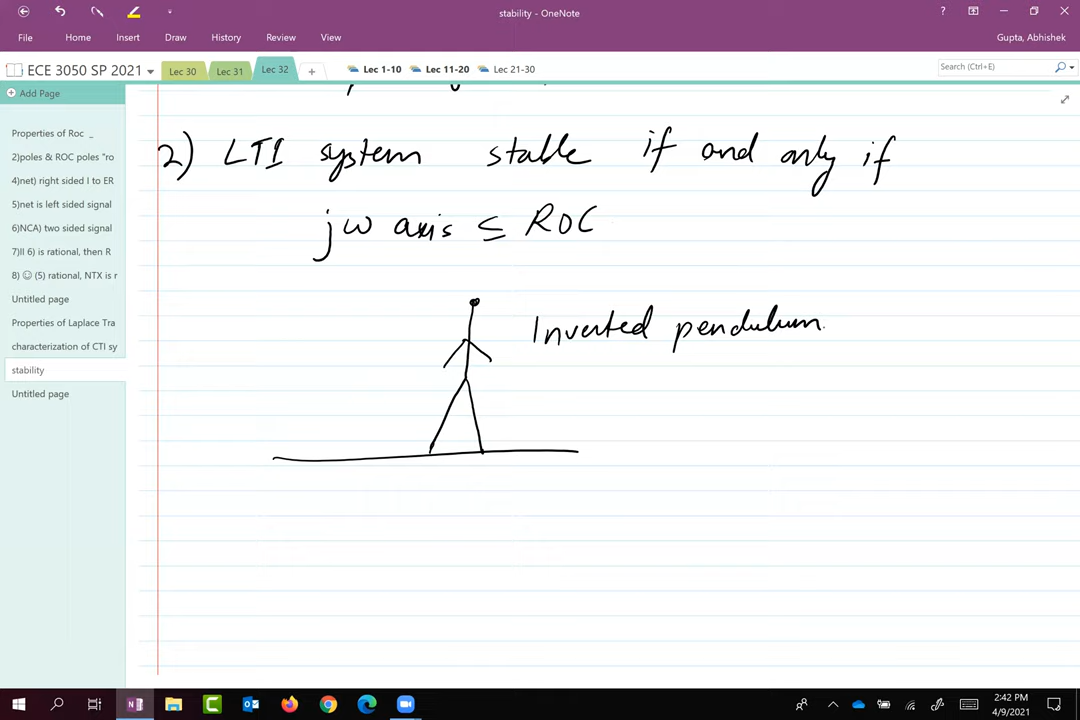 stability - OneNote
Gupta, Abhishek
File Home Insert Draw History Review View
ECE 3050 SP 2021
Lec 30
Lec 31
Lec 32
Lec 1-10
Lec 11-20
Lec 21-30
Search (Ctrl+E)
Add Page
Properties of Roc _
2)poles & ROC poles "ro
4)net) right sided I to ER
5)net is left sided signal
6)NCA) two sided signal
7)II 6) is rational, then R
8) ☺ (5) rational, NTX is r
Untitled page
Properties of Laplace Tra
characterization of CTI sy
stability
Untitled page
2) LTI system stable if and only if
jω axis ⊆ ROC
Inverted pendulum.
2:42 PM
4/9/2021